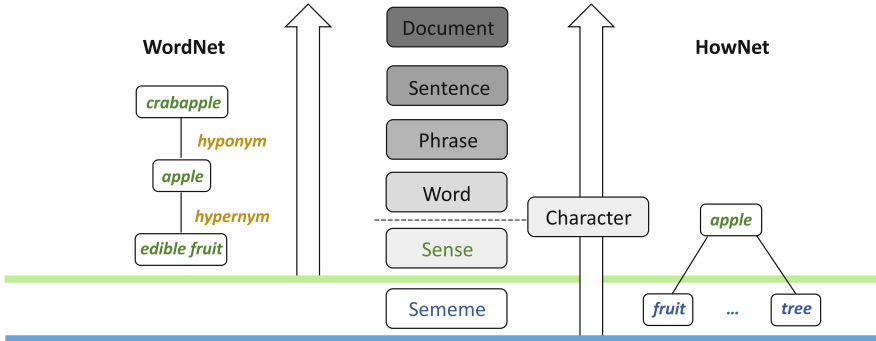 WordNet
crabapple
hyponym
apple
hypernym
edible fruit
Document
Sentence
Phrase
Word
Character
Sense
Sememe
HowNet
apple
fruit
...
tree